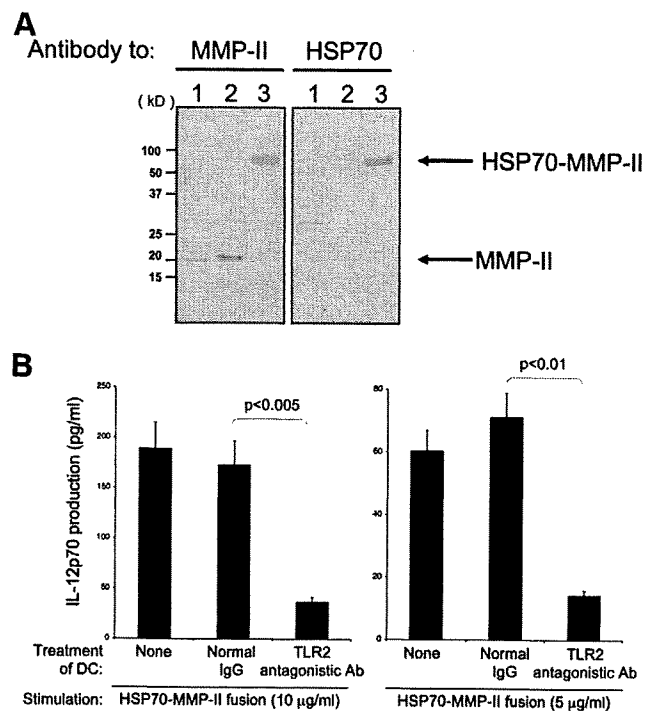 A
Antibody to: MMP-II HSP70
(kD) 1 2 3 1 2 3
100
50
37
25
20
15
HSP70-MMP-II
MMP-II
B
IL-12p70 production (pg/ml)
250
200
150
100
50
0
p<0.005
80
60
40
20
0
p<0.01
Treatment of DC:
None
Normal IgG
TLR2 antagonistic Ab
None
Normal IgG
TLR2 antagonistic Ab
Stimulation: HSP70-MMP-II fusion (10 µg/ml) HSP70-MMP-II fusion (5 µg/ml)